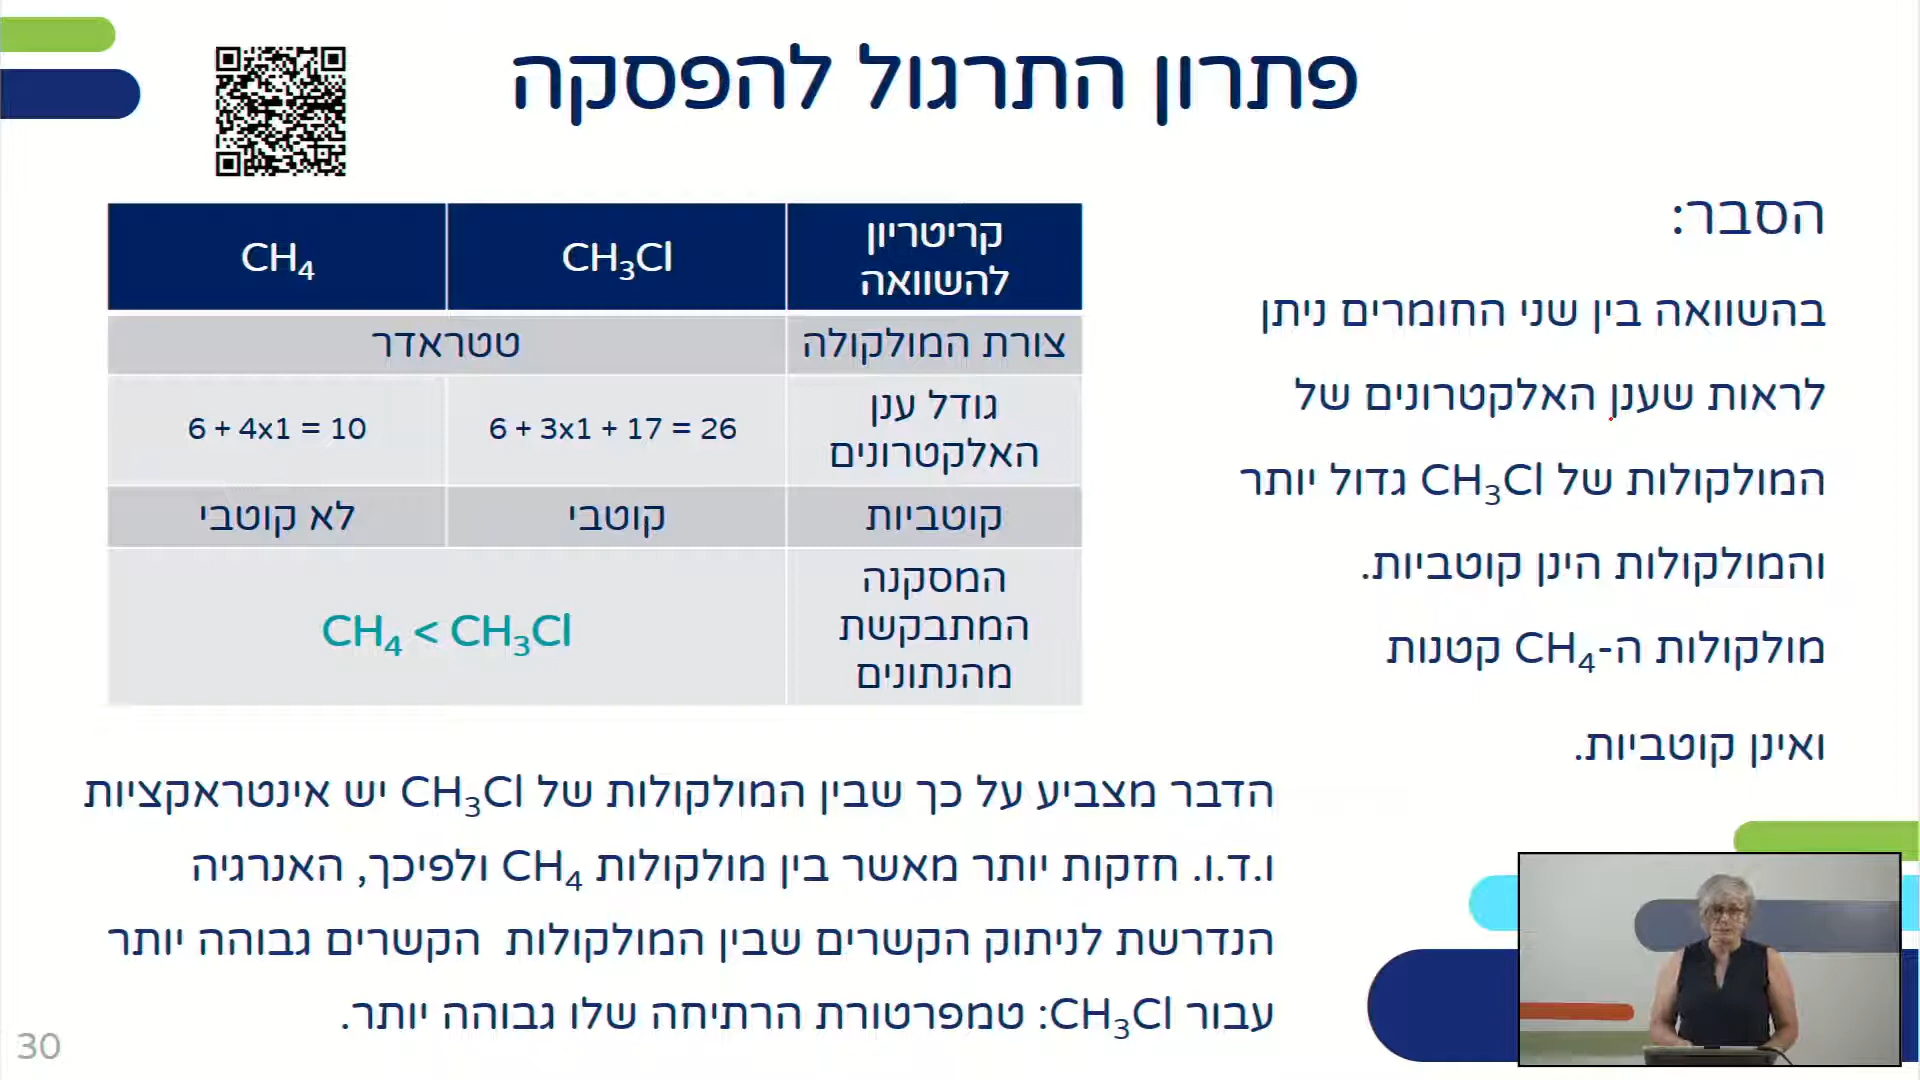 פתרון התרגול להפסקה
הסבר:
בהשוואה בין שני החומרים ניתן
לראות שענן האלקטרונים של
המולקולות של CH₃Cl גדול יותר
והמולקולות הינן קוטביות.
מולקולות ה-CH₄ קטנות
ואינן קוטביות.
קריטריון
להשוואה
CH₃Cl
CH₄
צורת המולקולה
טטראדר
גודל ענן
האלקטרונים
6 + 3x1 + 17 = 26
6 + 4x1 = 10
קוטביות
קוטבי
לא קוטבי
המסקנה
המתבקשת
מהנתונים
CH₄ < CH₃Cl
הדבר מצביע על כך שבין המולקולות של CH₃Cl יש אינטראקציות
ו.ד.ו. חזקות יותר מאשר בין מולקולות CH₄ ולפיכך, האנרגיה
הנדרשת לניתוק הקשרים שבין המולקולות  הקשרים גבוהה יותר
עבור CH₃Cl: טמפרטורת הרתיחה שלו גבוהה יותר.
30